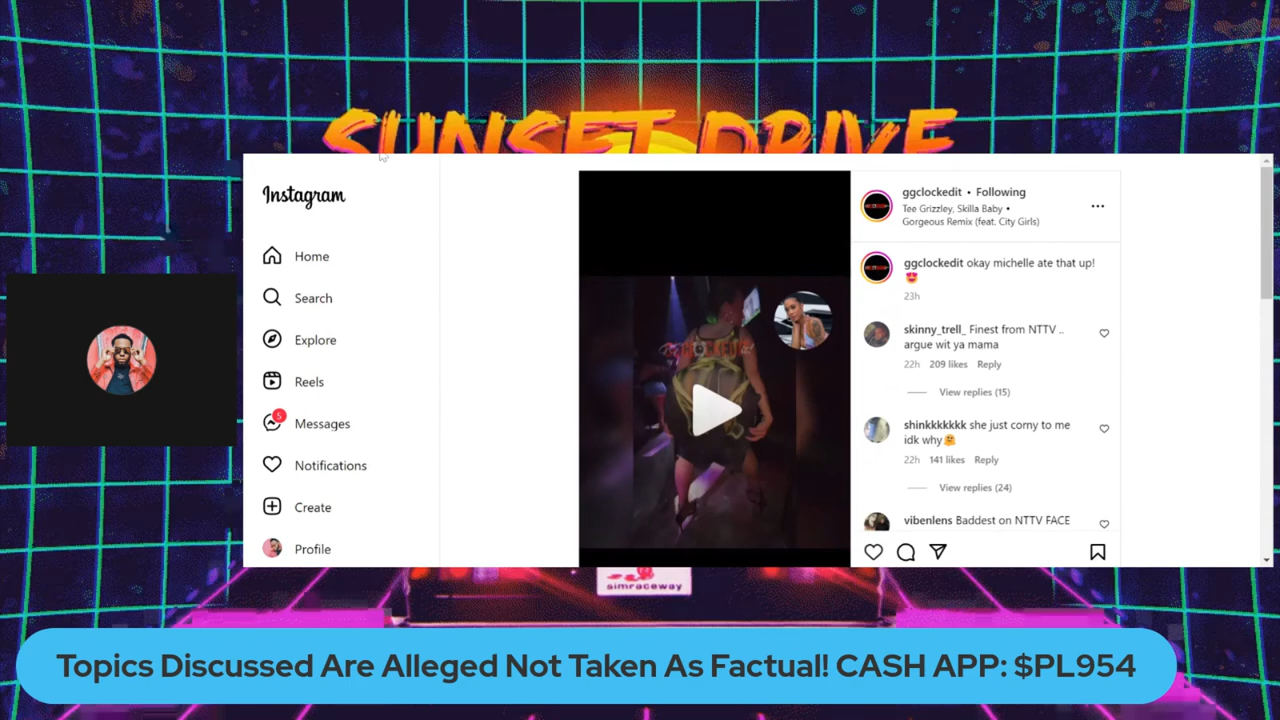 SUNSET DRIVE
Instagram
Home
Search
Explore
Reels
5
Messages
Notifications
Create
Profile
ggclockedit • Following
Tee Grizzley, Skilla Baby •
Gorgeous Remix (feat. City Girls)
ggclockedit okay michelle ate that up!
😍
23h
skinny_trell_ Finest from NTTV ..
argue wit ya mama
22h 209 likes Reply
View replies (15)
shinkkkkkkk she just corny to me
idk why🤗
22h 141 likes Reply
View replies (24)
vibenlens Baddest on NTTV FACE
simraceway
Topics Discussed Are Alleged Not Taken As Factual! CASH APP: $PL954